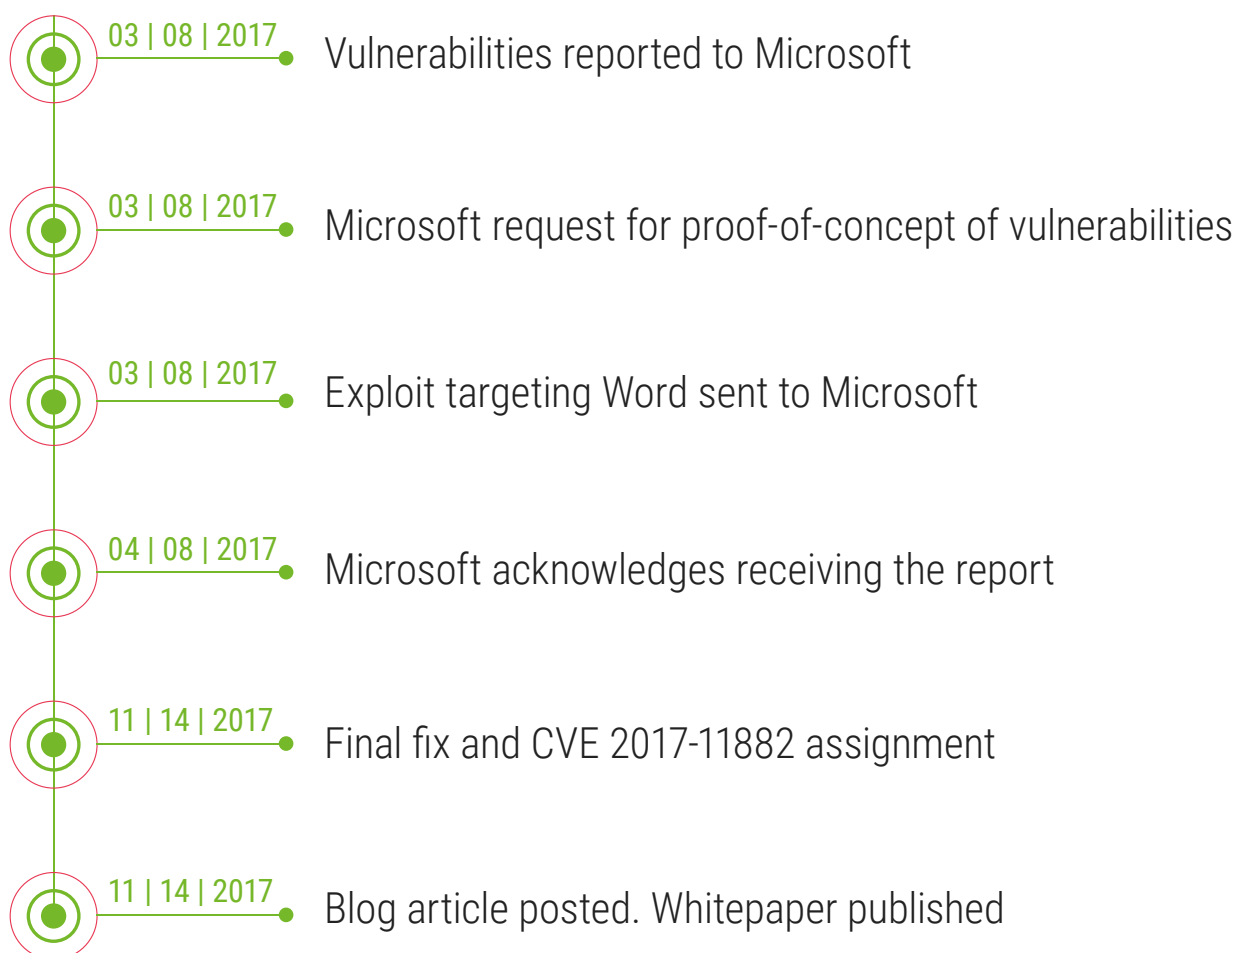 03 | 08 | 2017
Vulnerabilities reported to Microsoft
03 | 08 | 2017
Microsoft request for proof-of-concept of vulnerabilities
03 | 08 | 2017
Exploit targeting Word sent to Microsoft
04 | 08 | 2017
Microsoft acknowledges receiving the report
11 | 14 | 2017
Final fix and CVE 2017-11882 assignment
11 | 14 | 2017
Blog article posted. Whitepaper published